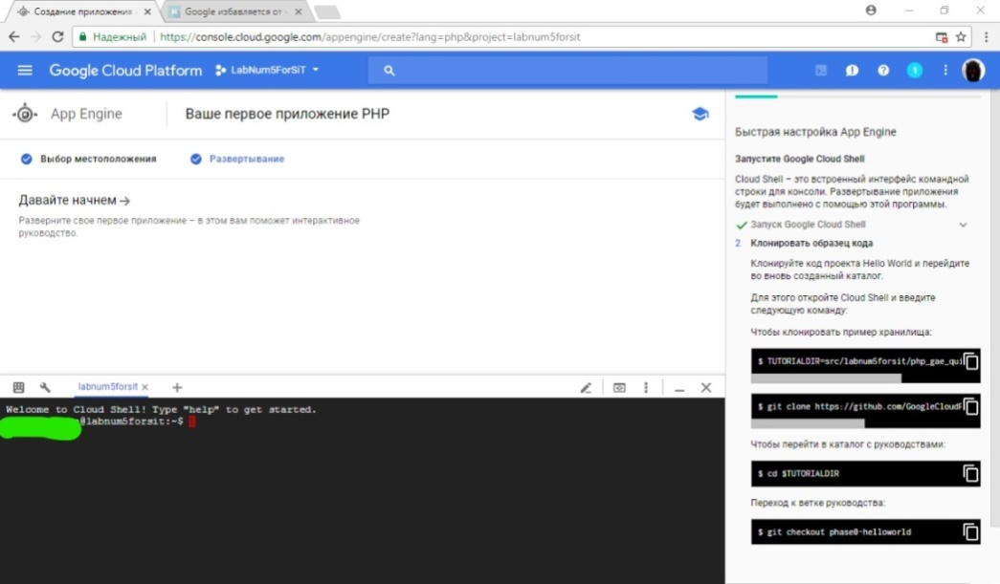 Создание приложения
Google избавляется от
Надежный
https://console.cloud.google.com/appengine/create?lang=php&project=labnum5forsit
Google Cloud Platform
LabNum5ForSiT
1
App Engine
Ваше первое приложение PHP
Выбор местоположения
Развертывание
Давайте начнем →
Разверните свое первое приложение – в этом вам поможет интерактивное
руководство.
labnum5forsit
Welcome to Cloud Shell! Type "help" to get started.
@labnum5forsit:~$
Быстрая настройка App Engine
Запустите Google Cloud Shell
Cloud Shell – это встроенный интерфейс командной
строки для консоли. Развертывание приложения
будет выполнено с помощью этой программы.
Запуск Google Cloud Shell
2 Клонировать образец кода
Клонируйте код проекта Hello World и перейдите
во вновь созданный каталог.
Для этого откройте Cloud Shell и введите
следующую команду:
Чтобы клонировать пример хранилища:
$ TUTORIALDIR=src/labnum5forsit/php_gae_qui
$ git clone https://github.com/GoogleCloudP
Чтобы перейти в каталог с руководствами:
$ cd $TUTORIALDIR
Переход к ветке руководства:
$ git checkout phase0-helloworld